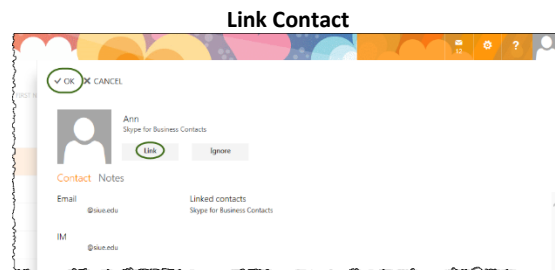 Link Contact
?
✓ OK ✕ CANCEL
Ann
Skype for Business Contacts
Link Ignore
Contact Notes
Email Linked contacts
@siue.edu Skype for Business Contacts
IM
@siue.edu